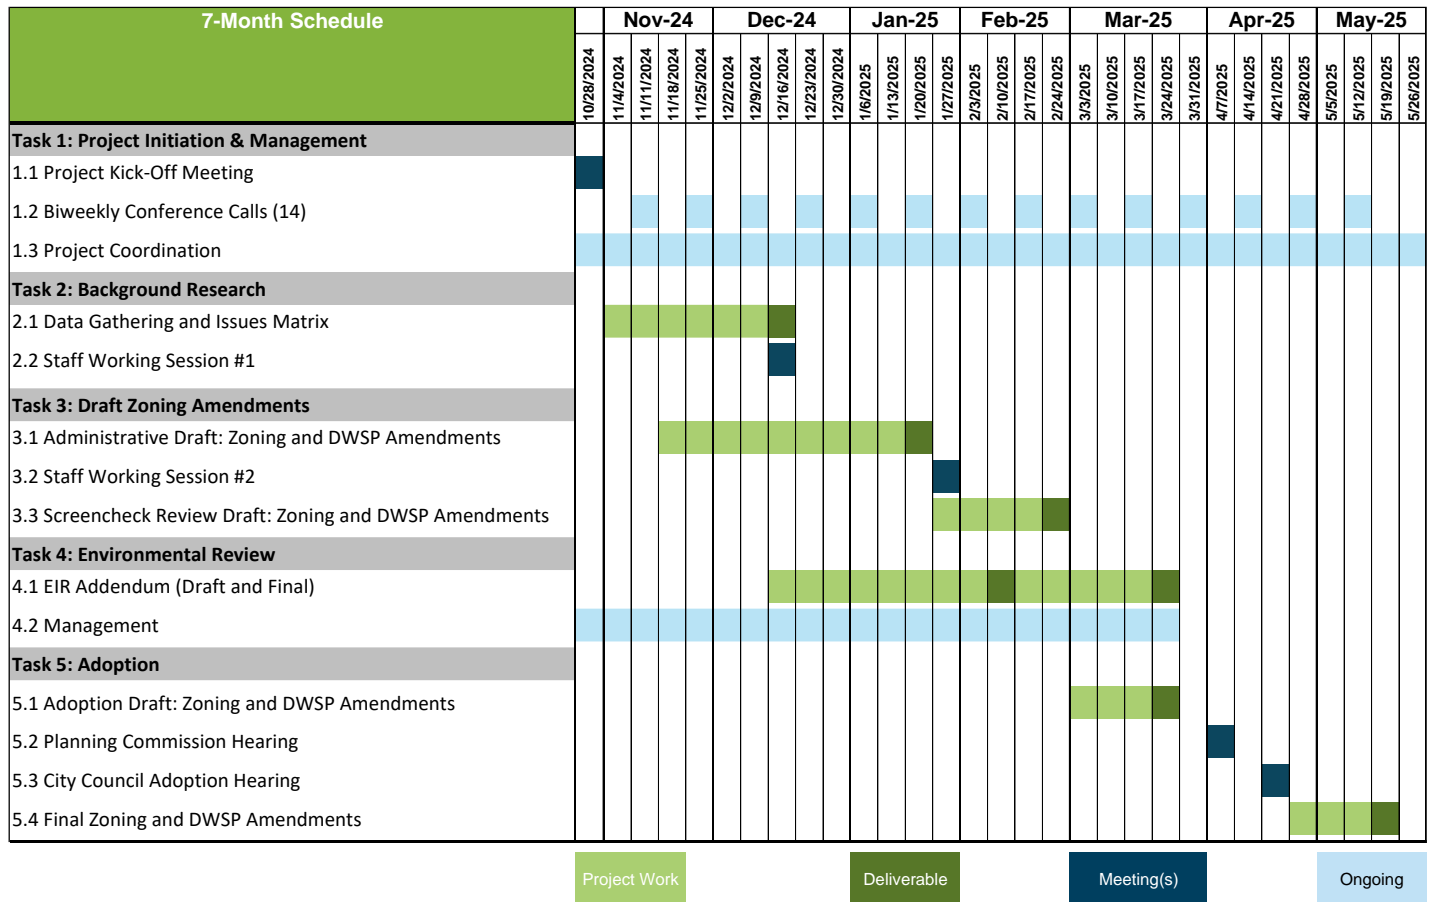 7-Month Schedule
Nov-24 Dec-24 Jan-25 Feb-25 Mar-25 Apr-25 May-25
10/28/2024 11/4/2024 11/11/2024 11/18/2024 11/25/2024 12/2/2024 12/9/2024 12/16/2024 12/23/2024 12/30/2024 1/6/2025 1/13/2025 1/20/2025 1/27/2025 2/3/2025 2/10/2025 2/17/2025 2/24/2025 3/3/2025 3/10/2025 3/17/2025 3/24/2025 3/31/2025 4/7/2025 4/14/2025 4/21/2025 4/28/2025 5/5/2025 5/12/2025 5/19/2025 5/26/2025
Task 1: Project Initiation & Management
1.1 Project Kick-Off Meeting
1.2 Biweekly Conference Calls (14)
1.3 Project Coordination
Task 2: Background Research
2.1 Data Gathering and Issues Matrix
2.2 Staff Working Session #1
Task 3: Draft Zoning Amendments
3.1 Administrative Draft: Zoning and DWSP Amendments
3.2 Staff Working Session #2
3.3 Screencheck Review Draft: Zoning and DWSP Amendments
Task 4: Environmental Review
4.1 EIR Addendum (Draft and Final)
4.2 Management
Task 5: Adoption
5.1 Adoption Draft: Zoning and DWSP Amendments
5.2 Planning Commission Hearing
5.3 City Council Adoption Hearing
5.4 Final Zoning and DWSP Amendments
Project Work Deliverable Meeting(s) Ongoing